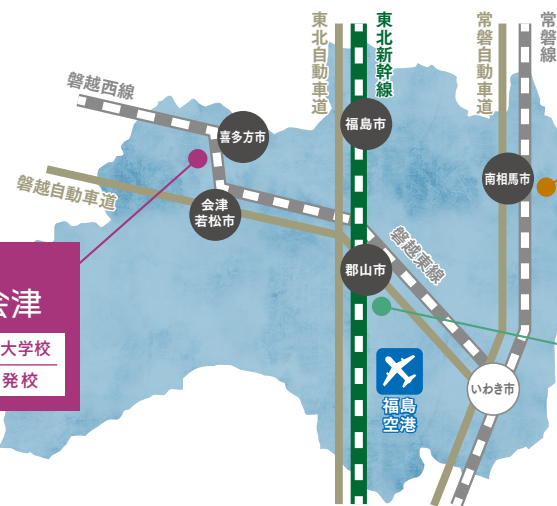 東北自動車道
東北新幹線
常磐自動車道
常磐線
磐越西線
喜多方市
福島市
磐越自動車道
南相馬市
会津
若松市
磐越東線
郡山市
会津
大学校
発校
いわき市
福島
空港